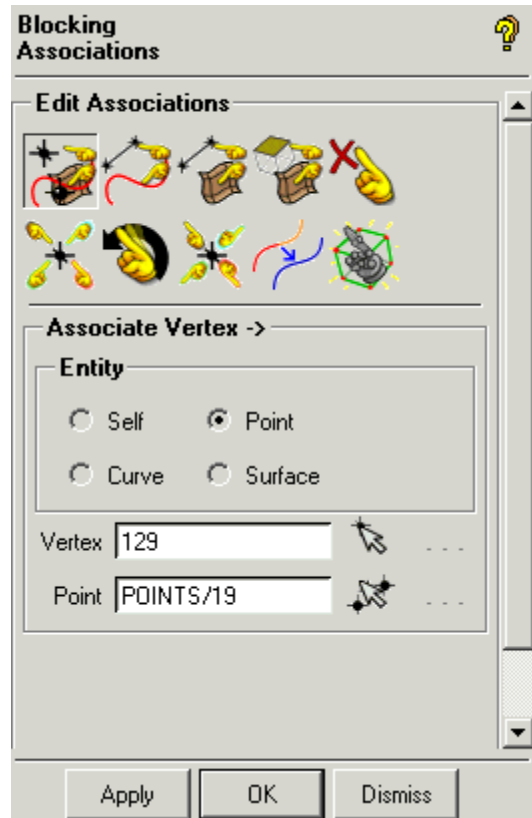 Blocking
Associations
Edit Associations
Associate Vertex ->
Entity
Self Point
Curve Surface
Vertex 129 ...
Point POINTS/19 ...
Apply OK Dismiss